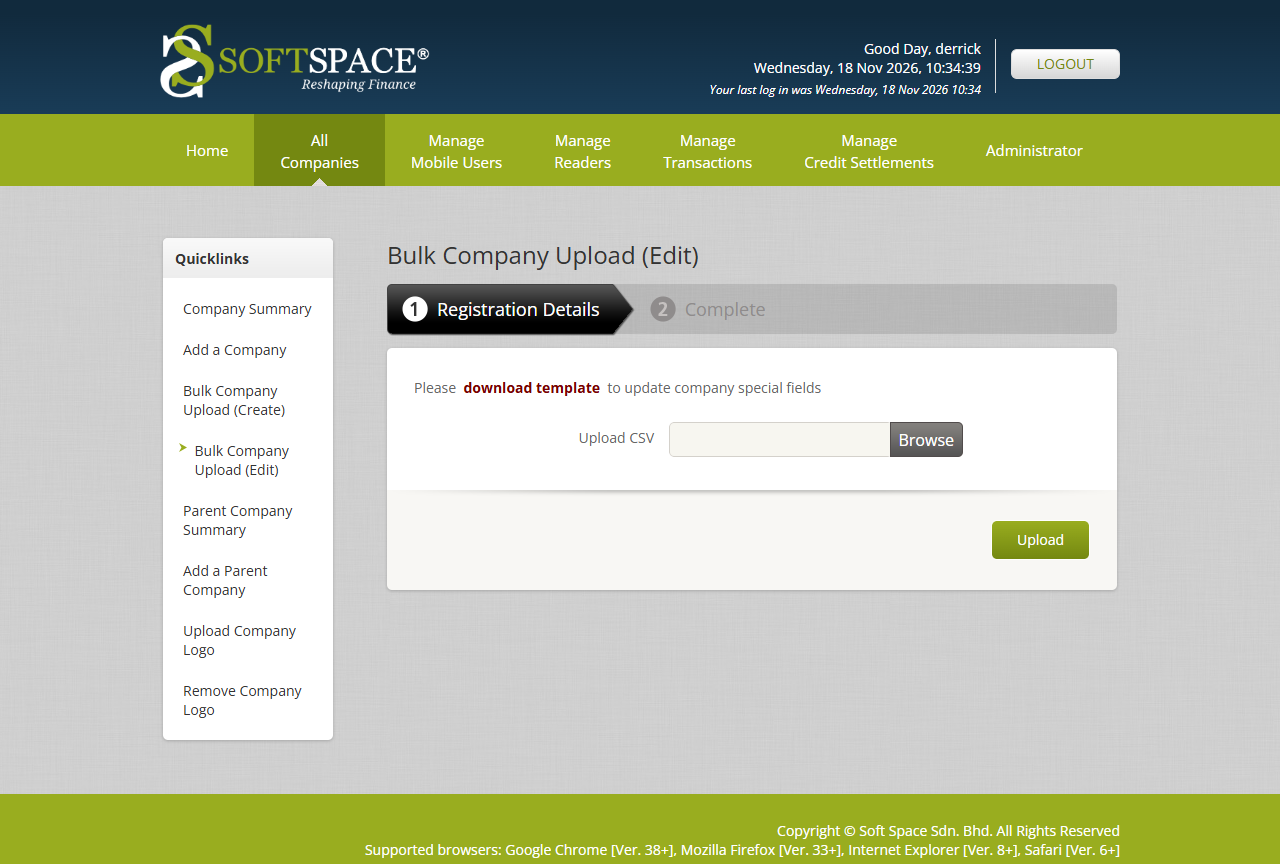 SOFTSPACE®
Reshaping Finance
Good Day, derrick
Wednesday, 18 Nov 2026, 10:34:39
Your last log in was Wednesday, 18 Nov 2026 10:34
LOGOUT
Home
All
Companies
Manage
Mobile Users
Manage
Readers
Manage
Transactions
Manage
Credit Settlements
Administrator
Quicklinks
Company Summary
Add a Company
Bulk Company
Upload (Create)
Bulk Company
Upload (Edit)
Parent Company
Summary
Add a Parent
Company
Upload Company
Logo
Remove Company
Logo
Bulk Company Upload (Edit)
1 Registration Details
2 Complete
Please download template to update company special fields
Upload CSV
Browse
Upload
Copyright © Soft Space Sdn. Bhd. All Rights Reserved
Supported browsers: Google Chrome [Ver. 38+], Mozilla Firefox [Ver. 33+], Internet Explorer [Ver. 8+], Safari [Ver. 6+]